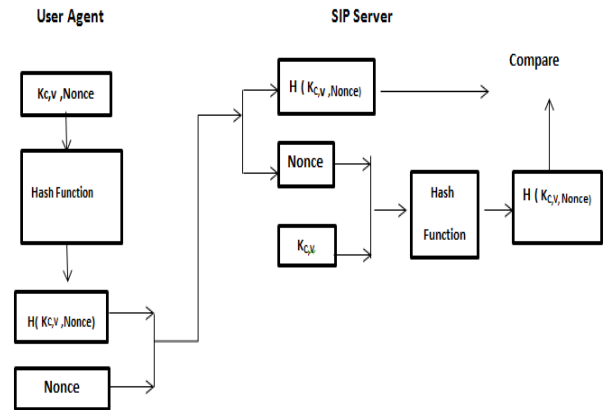 User Agent
SIP Server
Kc,v ,Nonce
Hash Function
H( Kc,v ,Nonce)
Nonce
H ( KC,V ,Nonce)
Nonce
KC,V.
Hash
Function
H ( KC,V, Nonce)
Compare